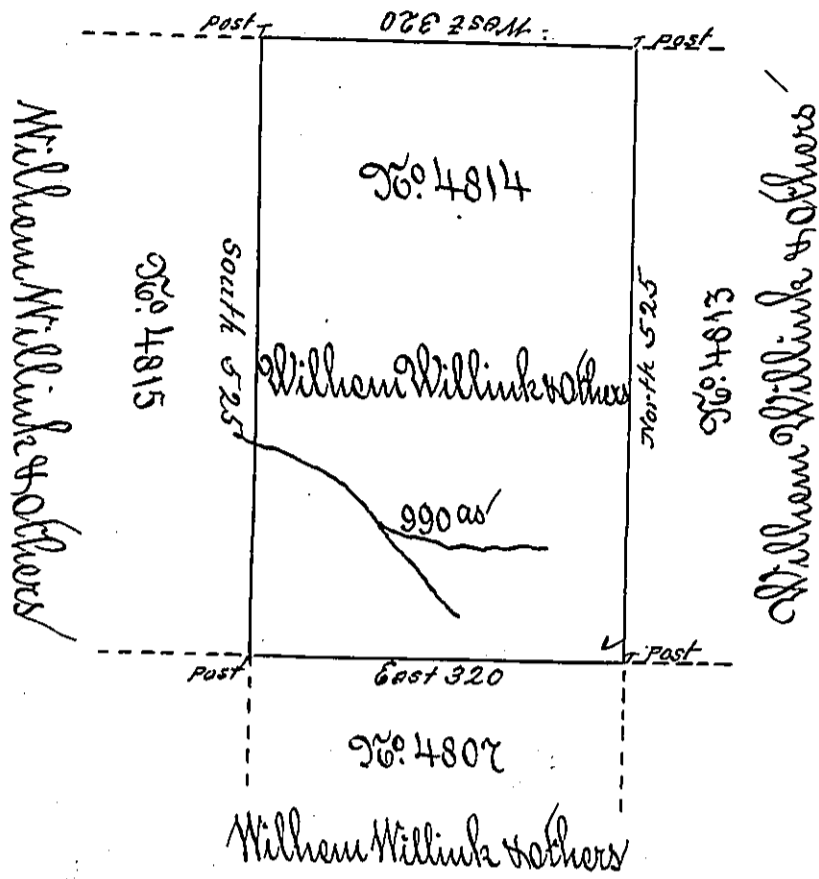 post
West 320
post
No. 4814
Wilhem Willink & others
No. 4815
South 525
Wilhem Willink & others
North 525
No. 4813
Wilhem Willink & others
990 as
post
East 320
post
No. 4807
Wilhem Willink & others